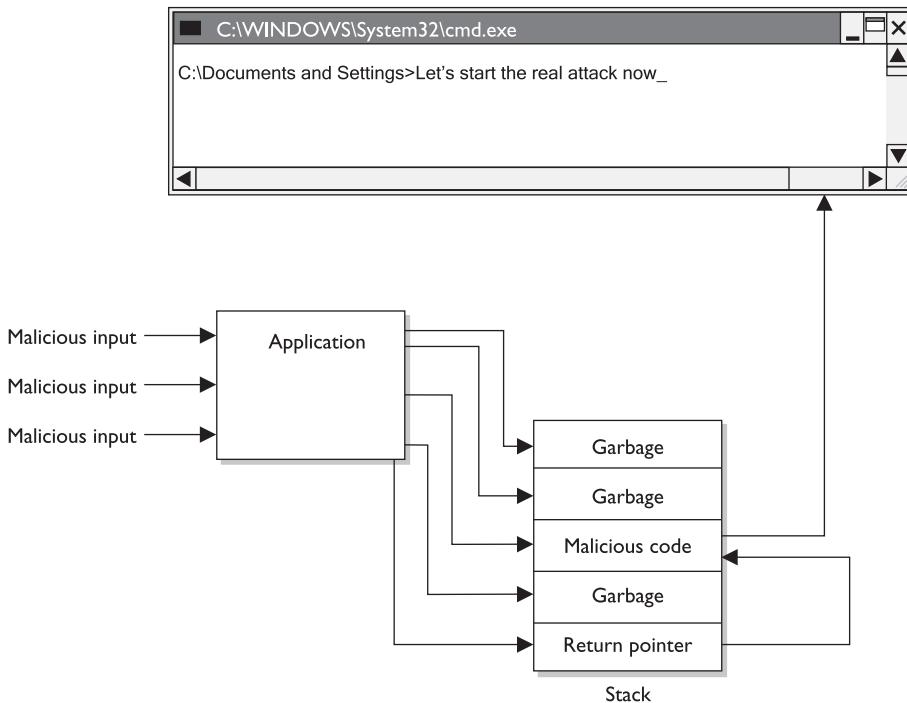 C:\WINDOWS\System32\cmd.exe
C:\Documents and Settings>Let's start the real attack now_
Malicious input
Malicious input
Malicious input
Application
Garbage
Garbage
Malicious code
Garbage
Return pointer
Stack